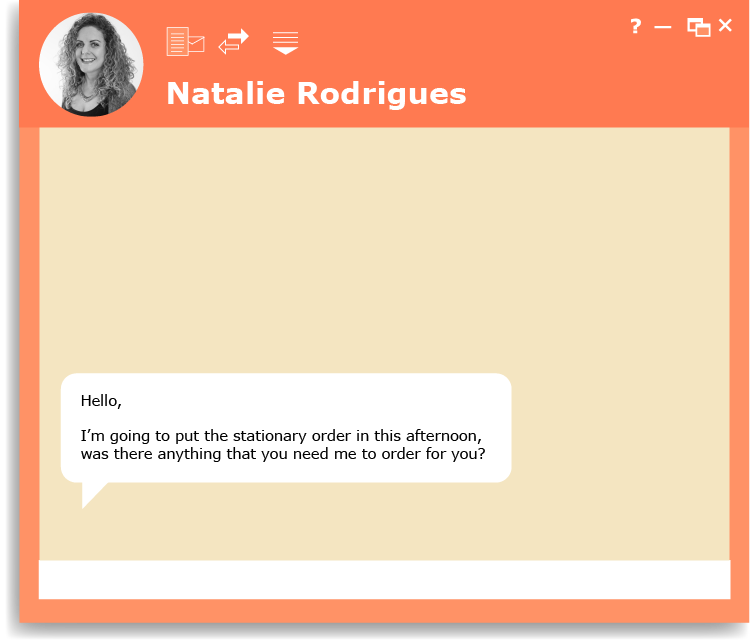 ?
Natalie Rodrigues
Hello,
I’m going to put the stationary order in this afternoon,
was there anything that you need me to order for you?